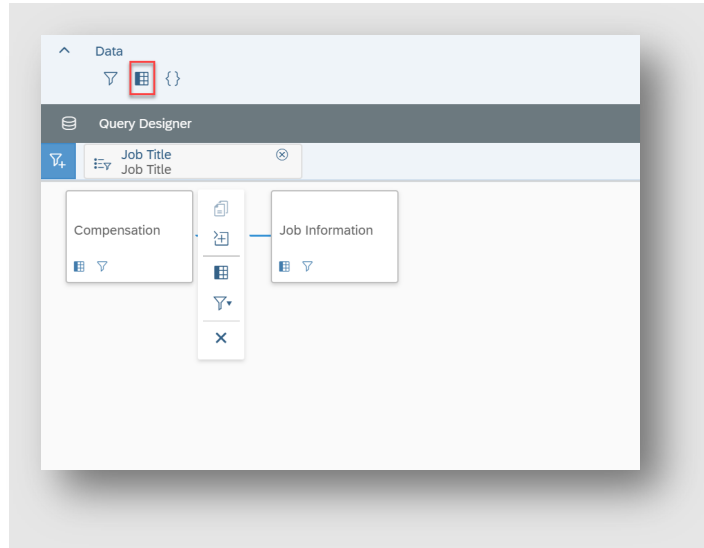 Data
{ }
Query Designer
Job Title
Job Title
Compensation
Job Information